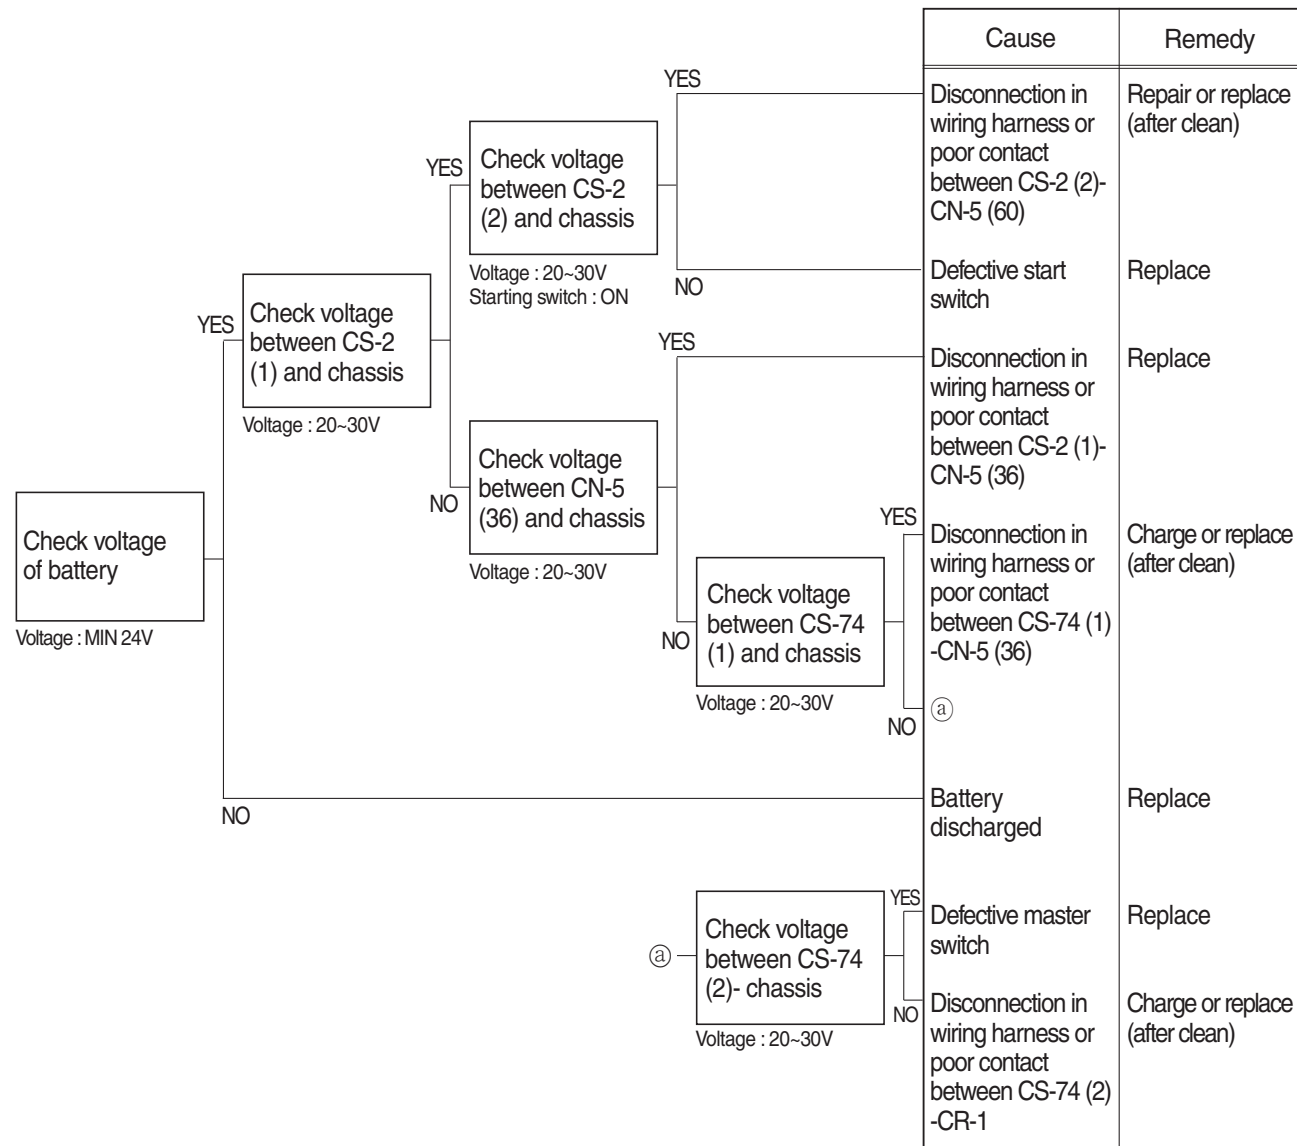 Cause
Remedy
YES
Disconnection in
wiring harness or
poor contact
between CS-2 (2)-
CN-5 (60)
Repair or replace
(after clean)
YES
Check voltage
between CS-2
(2) and chassis
Voltage : 20~30V
Starting switch : ON
NO
Defective start
switch
Replace
YES
Check voltage
between CS-2
(1) and chassis
Voltage : 20~30V
YES
Disconnection in
wiring harness or
poor contact
between CS-2 (1)-
CN-5 (36)
Replace
NO
Check voltage
between CN-5
(36) and chassis
Voltage : 20~30V
Check voltage
of battery
Voltage : MIN 24V
YES
Disconnection in
wiring harness or
poor contact
between CS-74 (1)
-CN-5 (36)
Charge or replace
(after clean)
NO
Check voltage
between CS-74
(1) and chassis
Voltage : 20~30V
NO
ⓐ
NO
Battery
discharged
Replace
ⓐ
Check voltage
between CS-74
(2)- chassis
Voltage : 20~30V
YES
Defective master
switch
Replace
NO
Disconnection in
wiring harness or
poor contact
between CS-74 (2)
-CR-1
Charge or replace
(after clean)